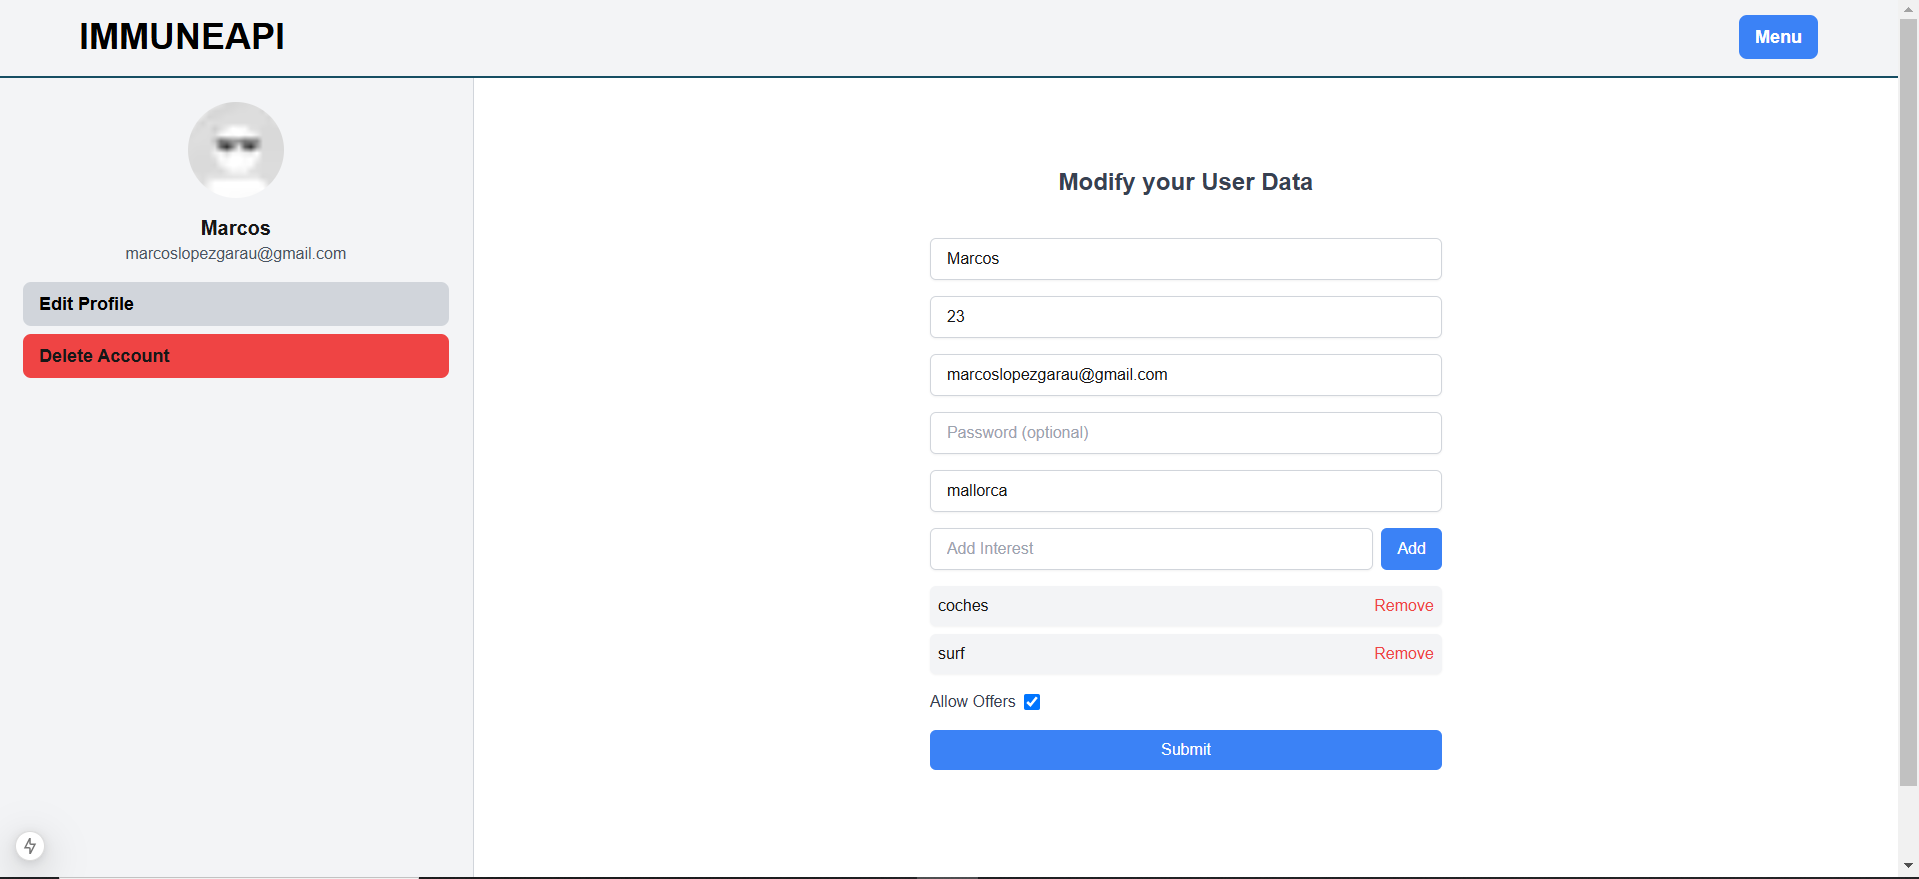 IMMUNEAPI
Menu
Marcos
marcoslopezgarau@gmail.com
Edit Profile
Delete Account
Modify your User Data
Marcos
23
marcoslopezgarau@gmail.com
Password (optional)
mallorca
Add Interest
Add
coches
Remove
surf
Remove
Allow Offers
Submit